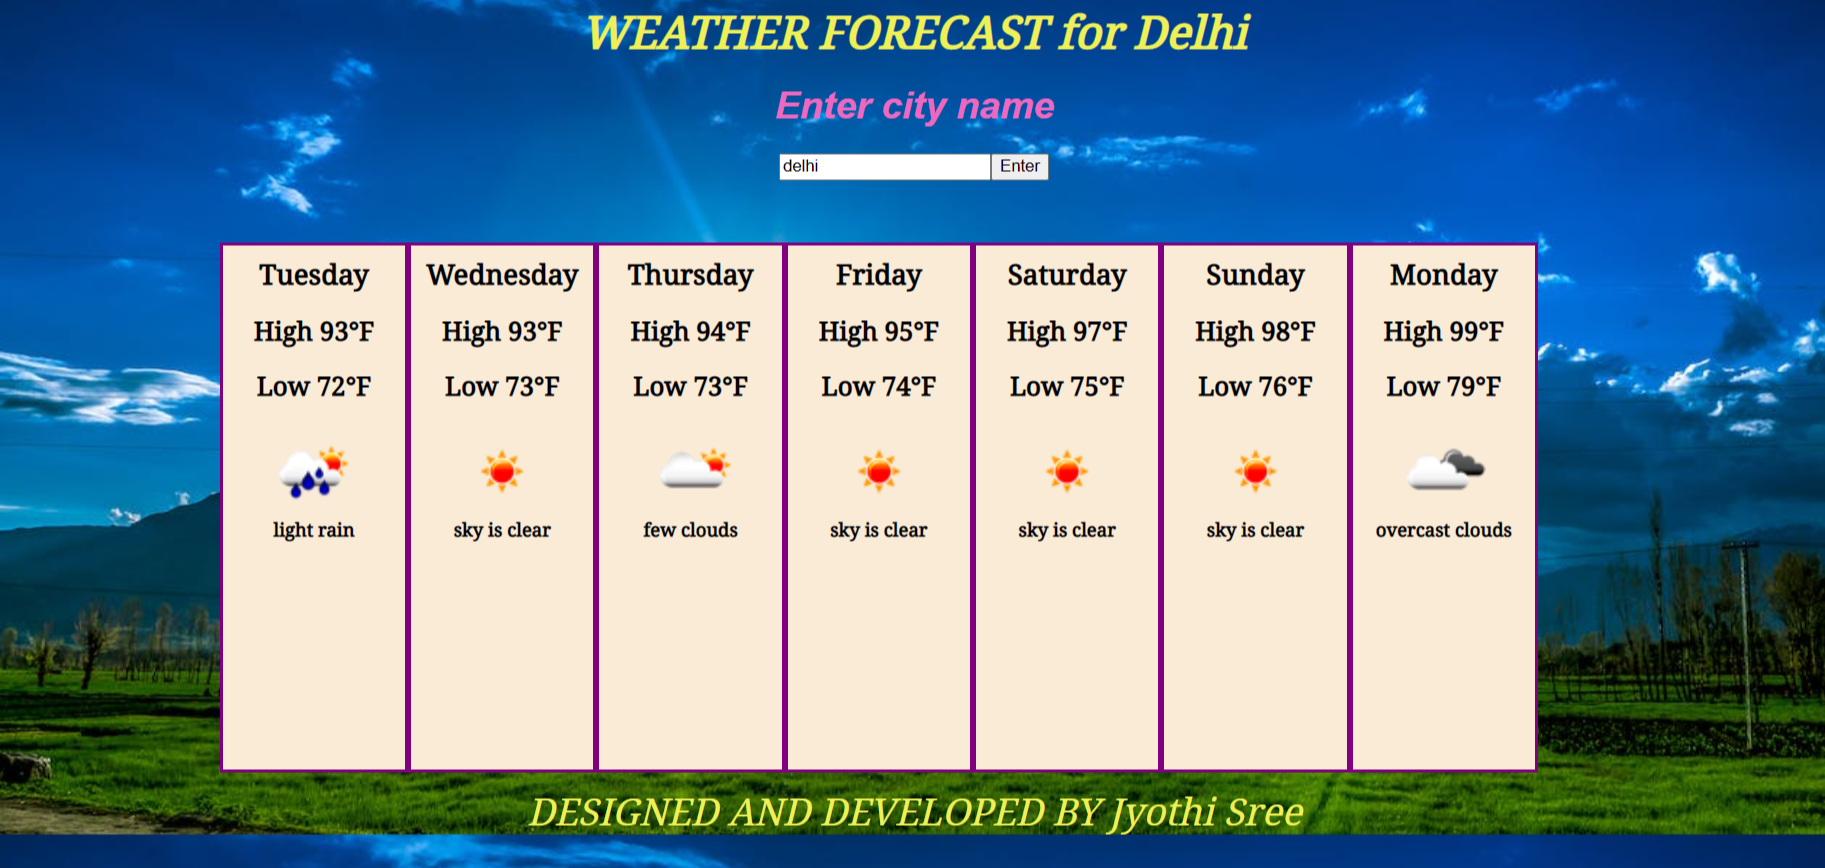 WEATHER FORECAST for Delhi
Enter city name
delhi Enter
Tuesday
High 93°F
Low 72°F
light rain
Wednesday
High 93°F
Low 73°F
sky is clear
Thursday
High 94°F
Low 73°F
few clouds
Friday
High 95°F
Low 74°F
sky is clear
Saturday
High 97°F
Low 75°F
sky is clear
Sunday
High 98°F
Low 76°F
sky is clear
Monday
High 99°F
Low 79°F
overcast clouds
DESIGNED AND DEVELOPED BY Jyothi Sree